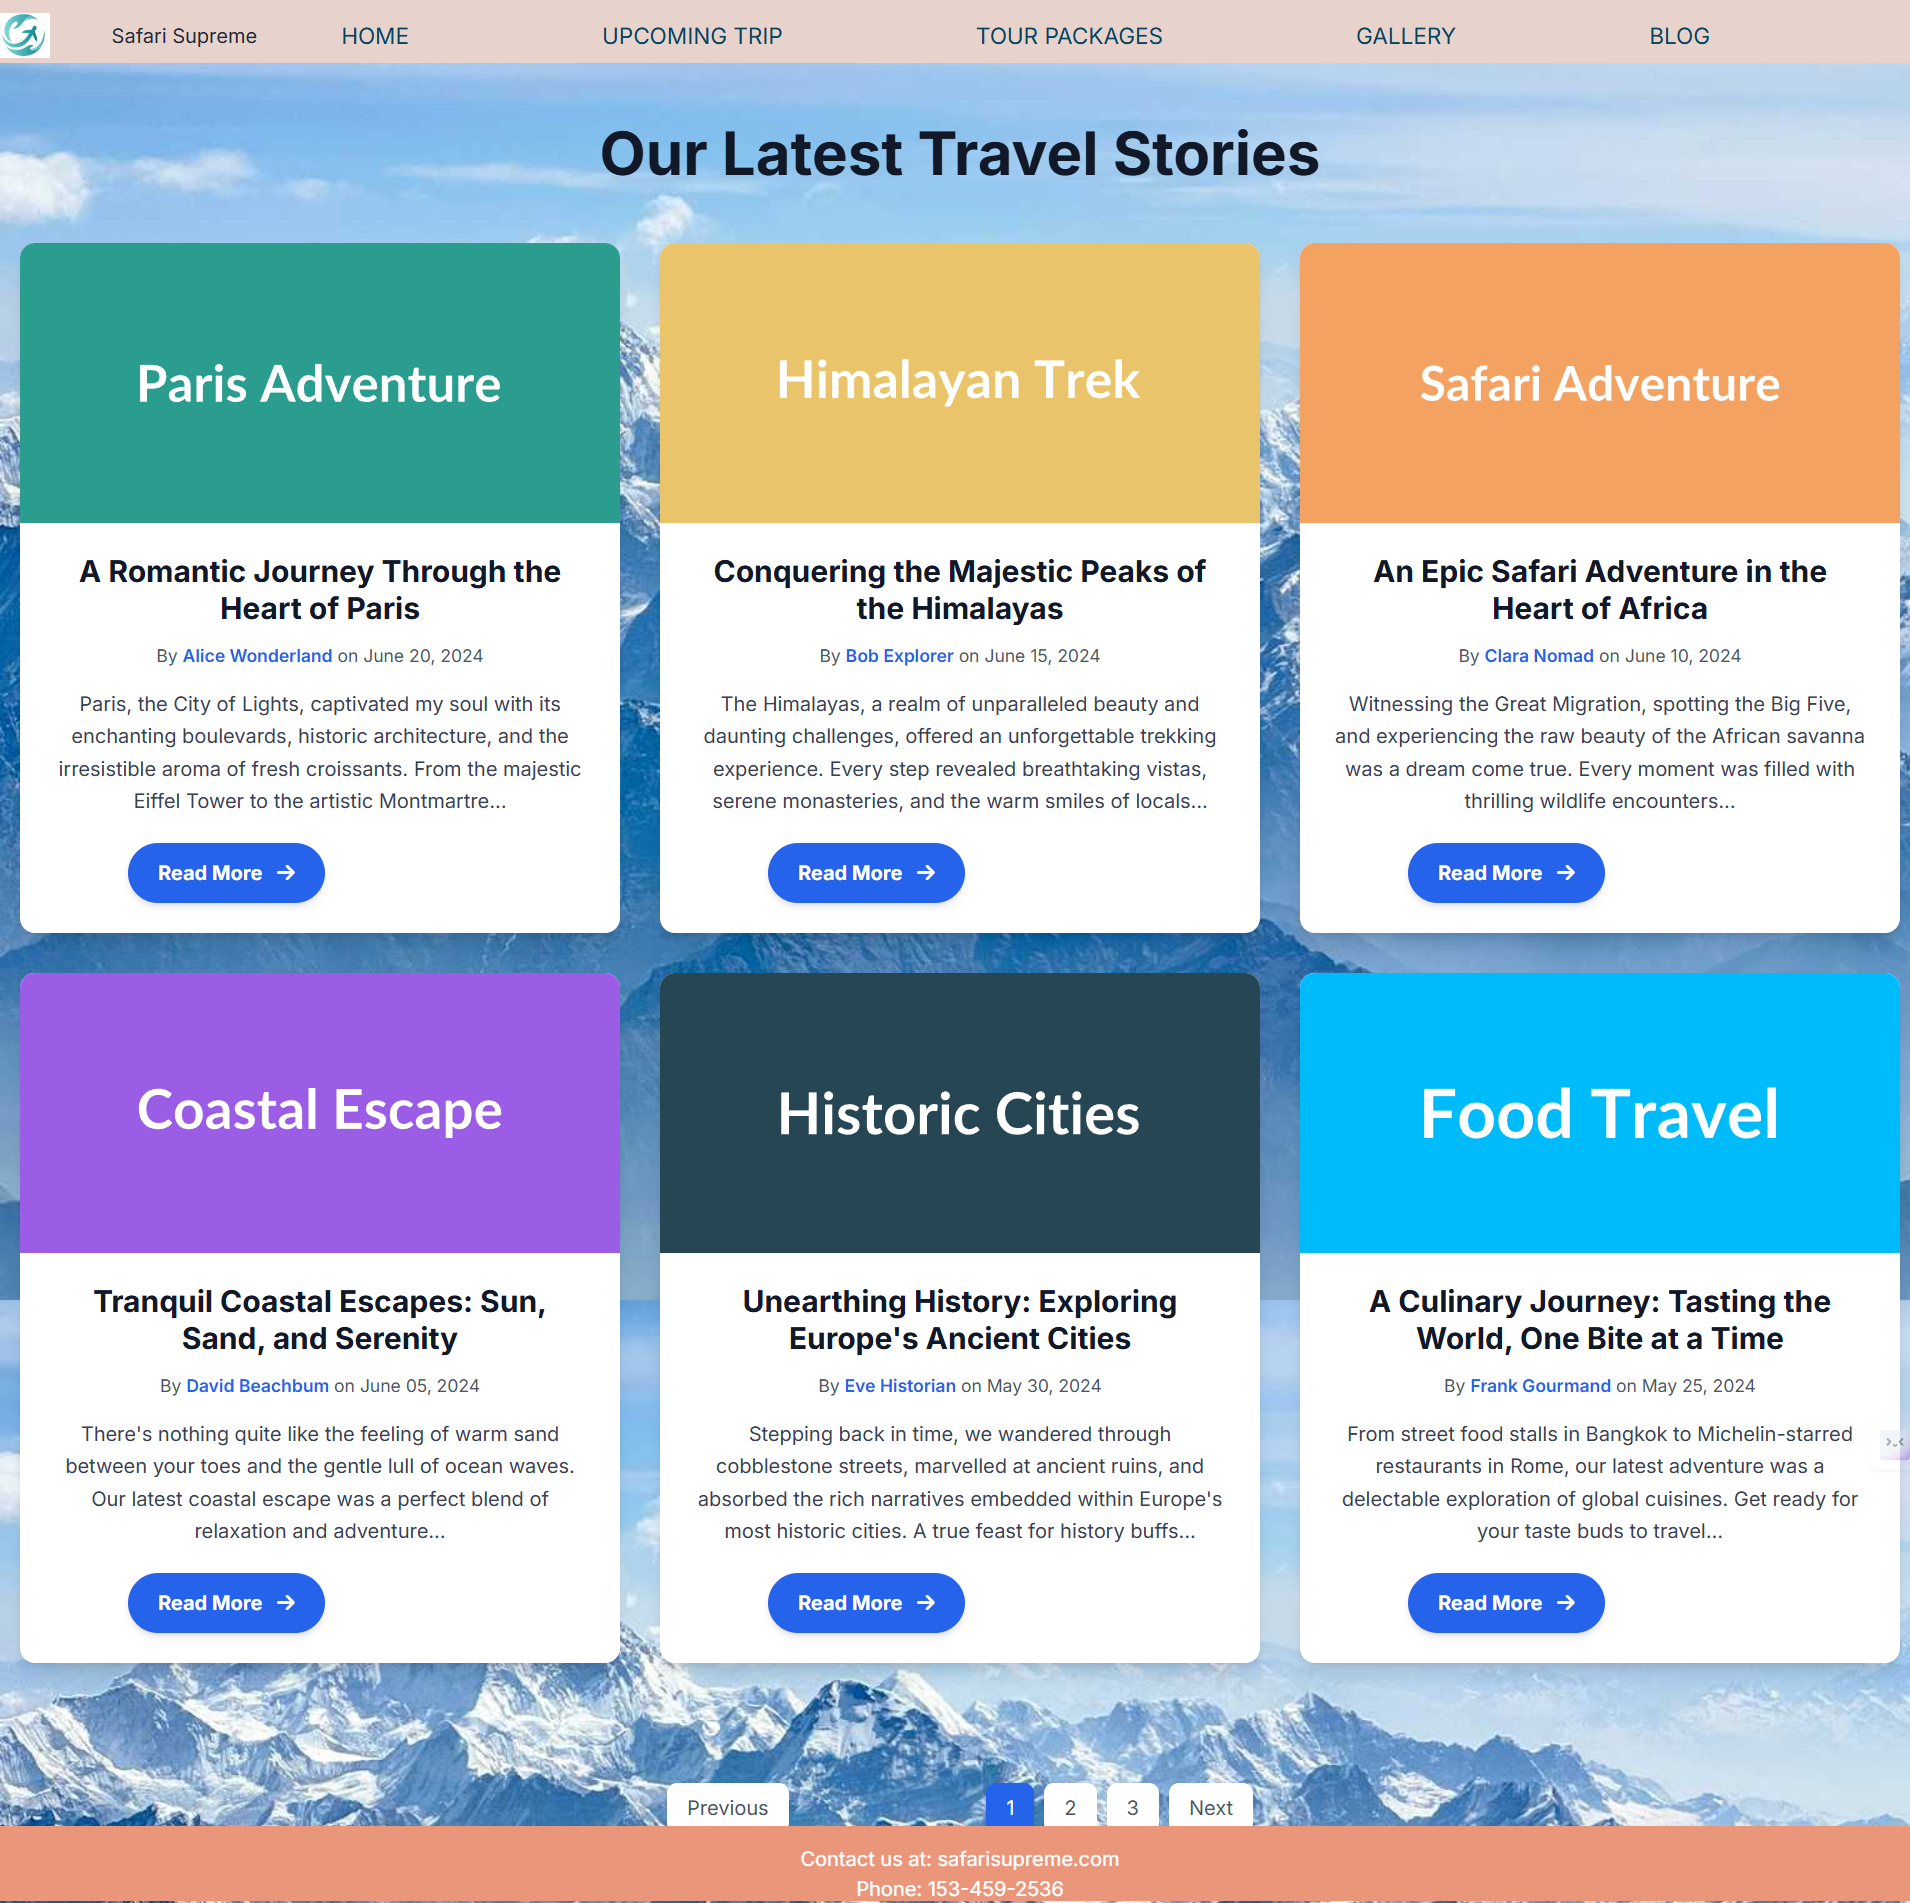 Safari Supreme
HOME
UPCOMING TRIP
TOUR PACKAGES
GALLERY
BLOG
Our Latest Travel Stories
Paris Adventure
A Romantic Journey Through the
Heart of Paris
By Alice Wonderland on June 20, 2024
Paris, the City of Lights, captivated my soul with its
enchanting boulevards, historic architecture, and the
irresistible aroma of fresh croissants. From the majestic
Eiffel Tower to the artistic Montmartre...
Read More →
Himalayan Trek
Conquering the Majestic Peaks of
the Himalayas
By Bob Explorer on June 15, 2024
The Himalayas, a realm of unparalleled beauty and
daunting challenges, offered an unforgettable trekking
experience. Every step revealed breathtaking vistas,
serene monasteries, and the warm smiles of locals...
Read More →
Safari Adventure
An Epic Safari Adventure in the
Heart of Africa
By Clara Nomad on June 10, 2024
Witnessing the Great Migration, spotting the Big Five,
and experiencing the raw beauty of the African savanna
was a dream come true. Every moment was filled with
thrilling wildlife encounters...
Read More →
Coastal Escape
Tranquil Coastal Escapes: Sun,
Sand, and Serenity
By David Beachbum on June 05, 2024
There's nothing quite like the feeling of warm sand
between your toes and the gentle lull of ocean waves.
Our latest coastal escape was a perfect blend of
relaxation and adventure...
Read More →
Historic Cities
Unearthing History: Exploring
Europe's Ancient Cities
By Eve Historian on May 30, 2024
Stepping back in time, we wandered through
cobblestone streets, marvelled at ancient ruins, and
absorbed the rich narratives embedded within Europe's
most historic cities. A true feast for history buffs...
Read More →
Food Travel
A Culinary Journey: Tasting the
World, One Bite at a Time
By Frank Gourmand on May 25, 2024
From street food stalls in Bangkok to Michelin-starred
restaurants in Rome, our latest adventure was a
delectable exploration of global cuisines. Get ready for
your taste buds to travel...
Read More →
Previous
1
2
3
Next
Contact us at: safarisupreme.com
Phone: 153-459-2536